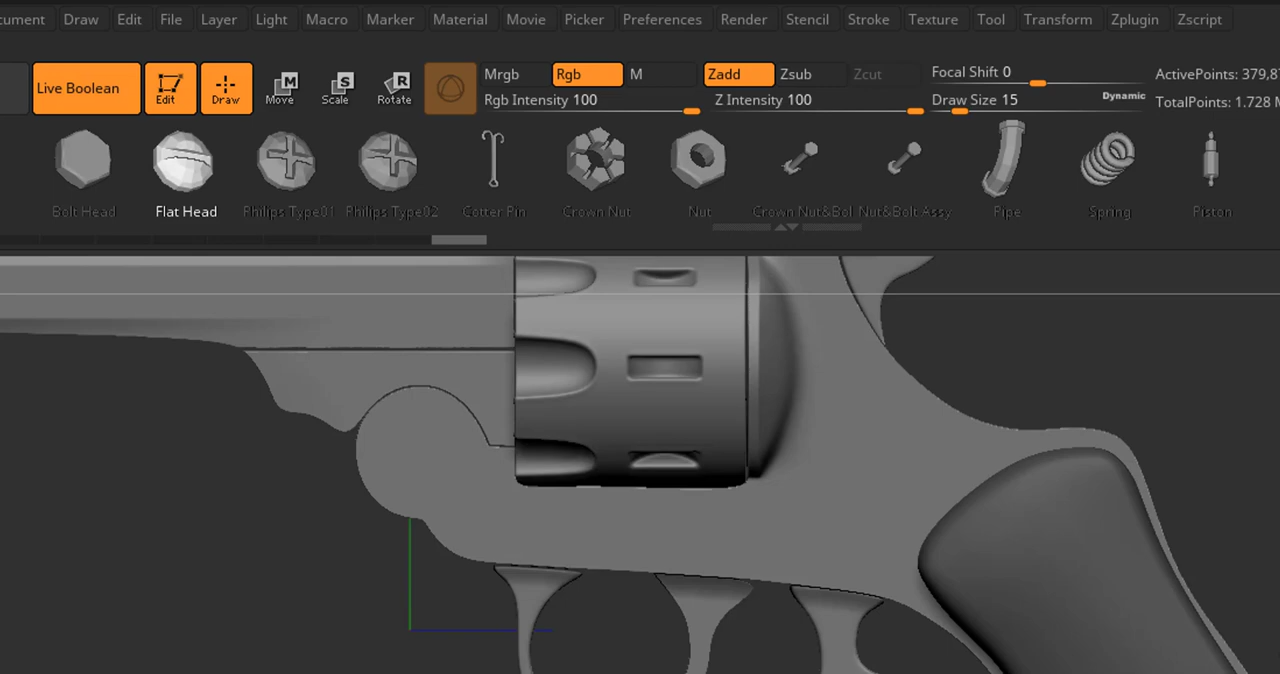 cument Draw Edit File Layer Light Macro Marker Material Movie Picker Preferences Render Stencil Stroke Texture Tool Transform Zplugin Zscript
Live Boolean Edit Draw Move Scale Rotate
M S R
Mrgb Rgb M Zadd Zsub Zcut Focal Shift 0 ActivePoints: 379,8
Rgb Intensity 100 Z Intensity 100 Draw Size 15 Dynamic TotalPoints: 1.728 M
Bolt Head Flat Head Philips Type01 Philips Type02 Cotter Pin Crown Nut Nut Crown Nut&Bol Nut&Bolt Assy Pipe Spring Piston